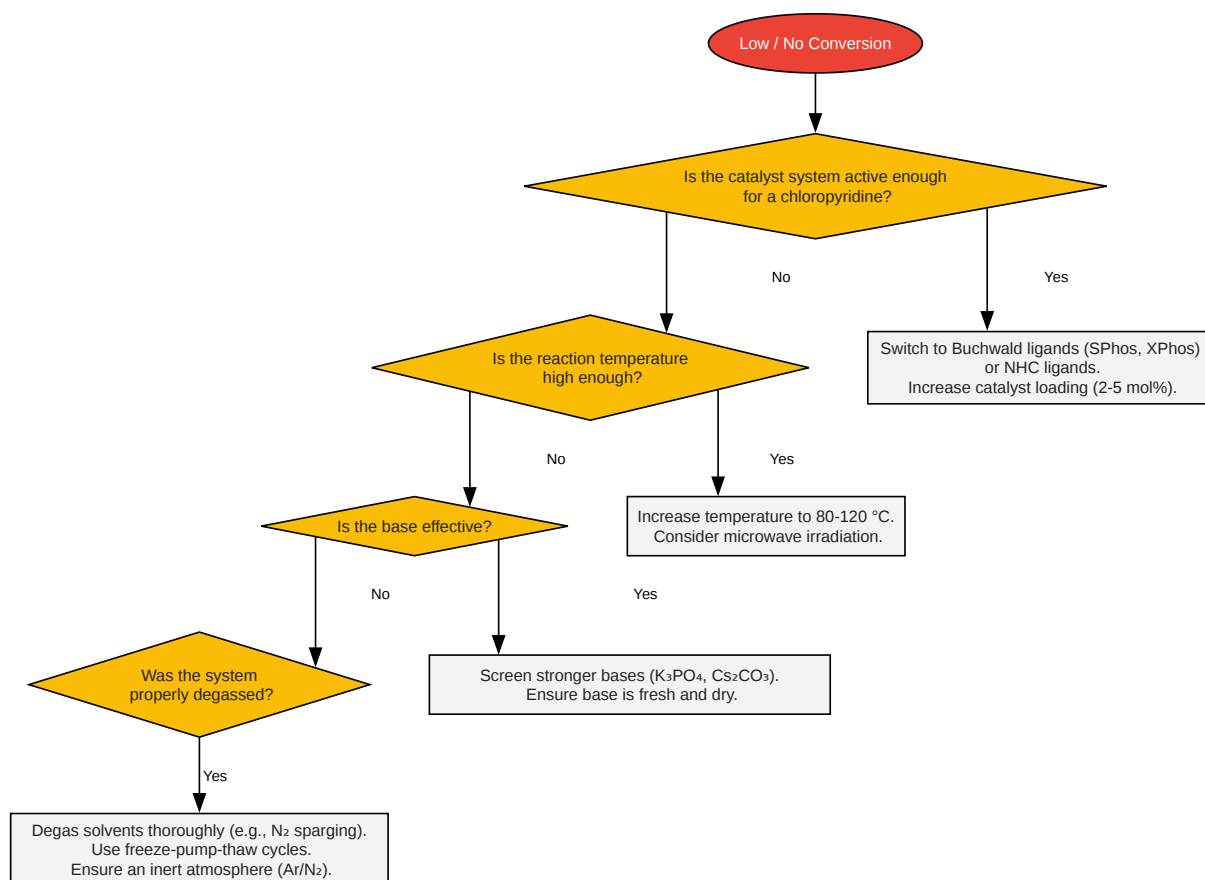 Low / No Conversion
Is the catalyst system active enough
for a chloropyridine?
No
Yes
Is the reaction temperature
high enough?
Switch to Buchwald ligands (SPhos, XPhos)
or NHC ligands.
Increase catalyst loading (2-5 mol%).
No
Yes
Is the base effective?
Increase temperature to 80-120 °C.
Consider microwave irradiation.
No
Yes
Was the system
properly degassed?
Screen stronger bases (K₃PO₄, Cs₂CO₃).
Ensure base is fresh and dry.
Yes
Degas solvents thoroughly (e.g., N₂ sparging).
Use freeze-pump-thaw cycles.
Ensure an inert atmosphere (Ar/N₂).